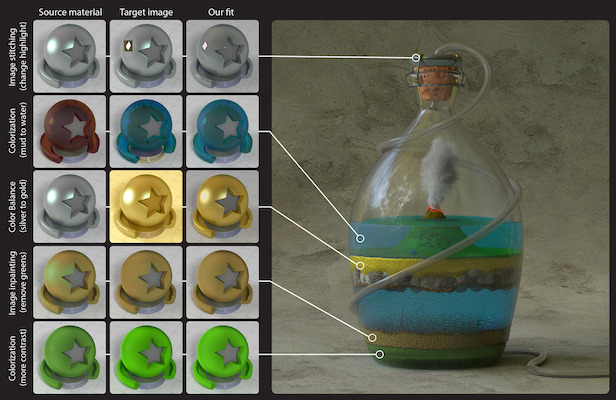 Source material
Target image
Our fit
Image stitching
(change highlight)
Colorization
(mud to water)
Color Balance
(silver to gold)
Image Inpainting
(remove greens)
Colorization
(more contrast)